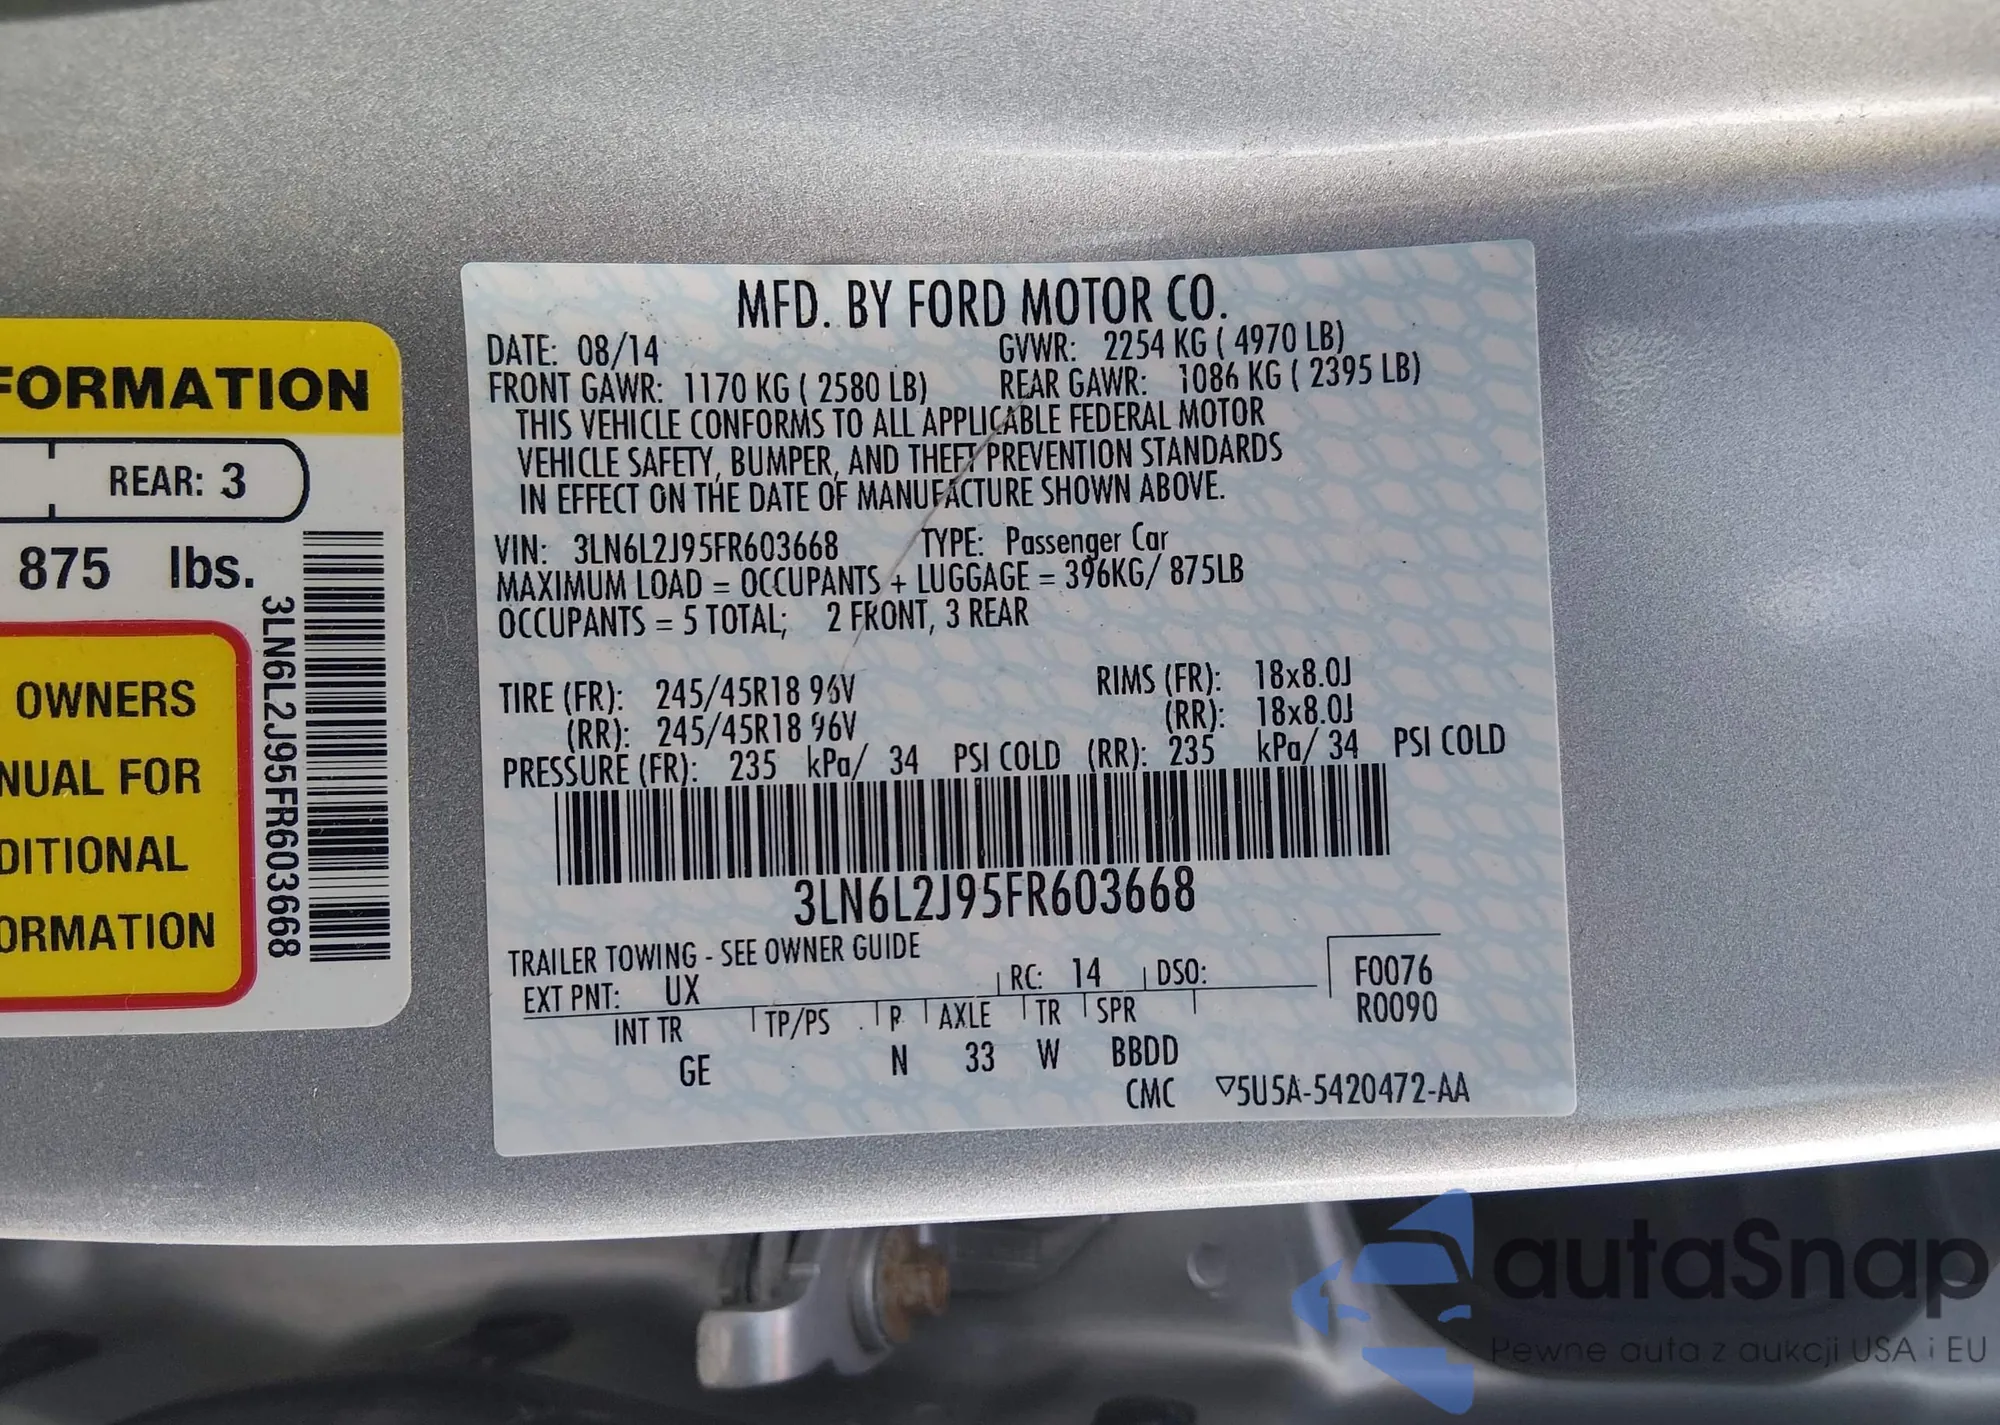 FORMATION
REAR: 3
875 lbs.
OWNERS
NUAL FOR
DITIONAL
ORMATION
3LN6L2J95FR603668
MFD. BY FORD MOTOR CO.
DATE: 08/14 GVWR: 2254 KG ( 4970 LB)
FRONT GAWR: 1170 KG ( 2580 LB) REAR GAWR: 1086 KG ( 2395 LB)
THIS VEHICLE CONFORMS TO ALL APPLICABLE FEDERAL MOTOR
VEHICLE SAFETY, BUMPER, AND THEFT PREVENTION STANDARDS
IN EFFECT ON THE DATE OF MANUFACTURE SHOWN ABOVE.
VIN: 3LN6L2J95FR603668 TYPE: Passenger Car
MAXIMUM LOAD = OCCUPANTS + LUGGAGE = 396KG/ 875LB
OCCUPANTS = 5 TOTAL; 2 FRONT, 3 REAR
TIRE (FR): 245/45R18 96V RIMS (FR): 18x8.0J
(RR): 245/45R18 96V (RR): 18x8.0J
PRESSURE (FR): 235 kPa/ 34 PSI COLD (RR): 235 kPa/ 34 PSI COLD
3LN6L2J95FR603668
TRAILER TOWING - SEE OWNER GUIDE
EXT PNT: UX RC: 14 DSO: F0076
R0090
INT TR TP/PS R AXLE TR SPR
GE N 33 W BBDD
CMC ▽5U5A-5420472-AA
autaSnap
Pewne auta z aukcji USA i EU